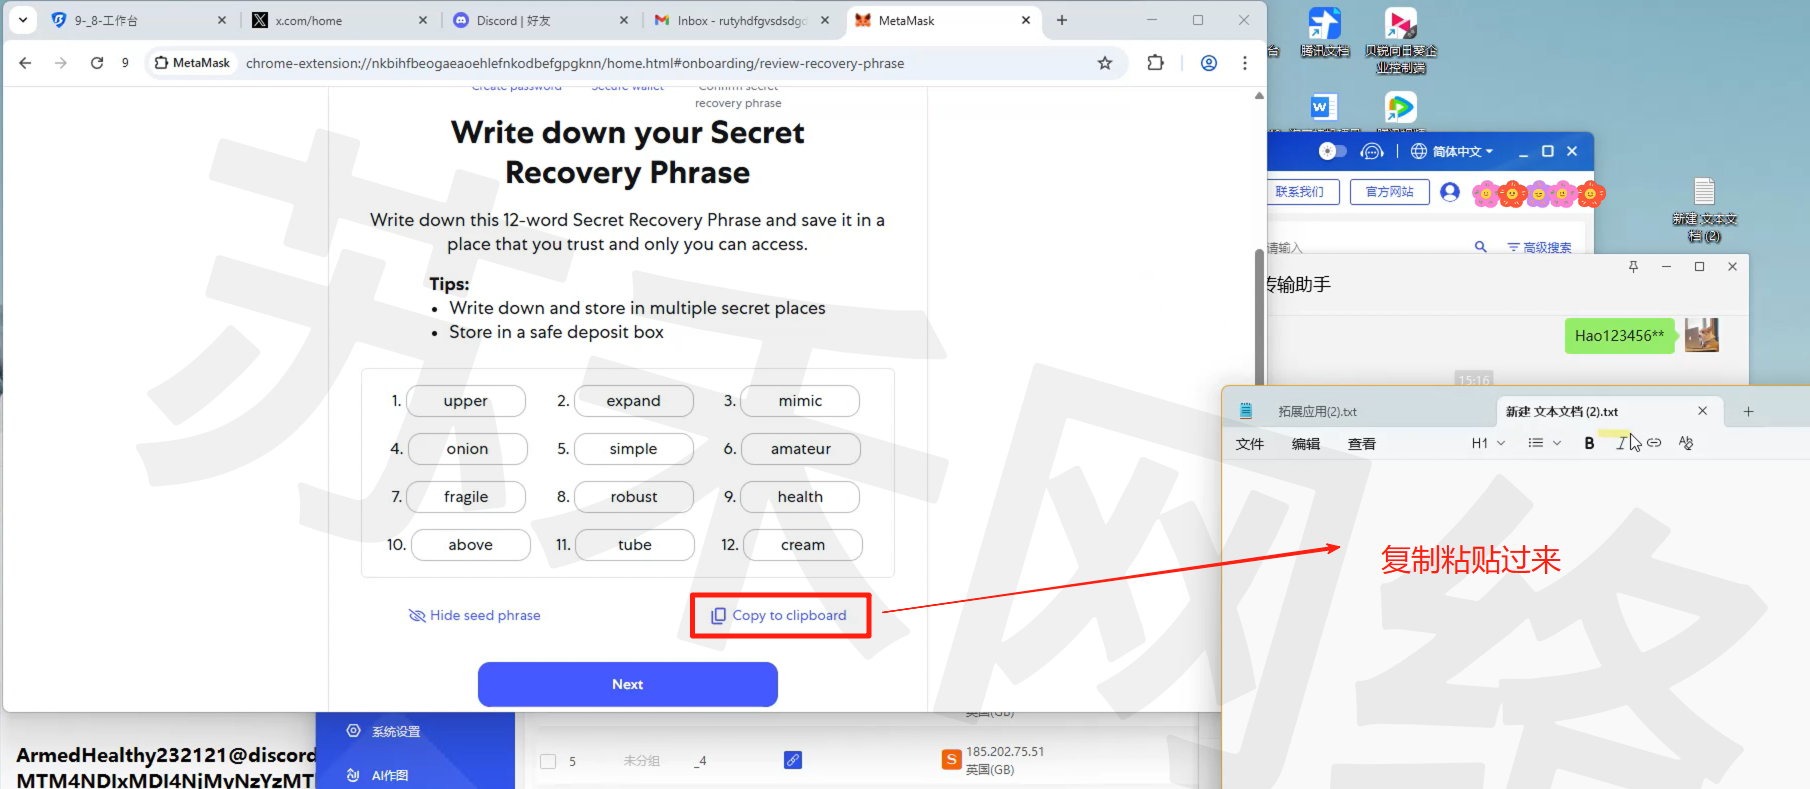 9-_8-工作台
x.com/home
Discord | 好友
Inbox - rutyhdfgvsdsdgd
MetaMask
9
MetaMask
chrome-extension://nkbihfbeogaeaoehlefnkodbefgpgknn/home.html#onboarding/review-recovery-phrase
Create password
Secure wallet
Confirm secret
recovery phrase
Write down your Secret
Recovery Phrase
Write down this 12-word Secret Recovery Phrase and save it in a
place that you trust and only you can access.
Tips:
• Write down and store in multiple secret places
• Store in a safe deposit box
1. upper 2. expand 3. mimic
4. onion 5. simple 6. amateur
7. fragile 8. robust 9. health
10. above 11. tube 12. cream
Hide seed phrase
Copy to clipboard
Next
苏禾网络
台
腾讯文档
贝锐向日葵企
业控制端
简体中文
联系我们
官方网站
请输入
高级搜索
新建 文本文
档 (2)
传输助手
Hao123456**
15:16
拓展应用(2).txt
新建 文本文档 (2).txt
文件
编辑
查看
H1
B
I
复制粘贴过来
系统设置
AI作图
英国(GB)
5
未分组
_4
S
185.202.75.51
英国(GB)
ArmedHealthy232121@discord
MTM4NDIxMDI4NjMyNzYzMT